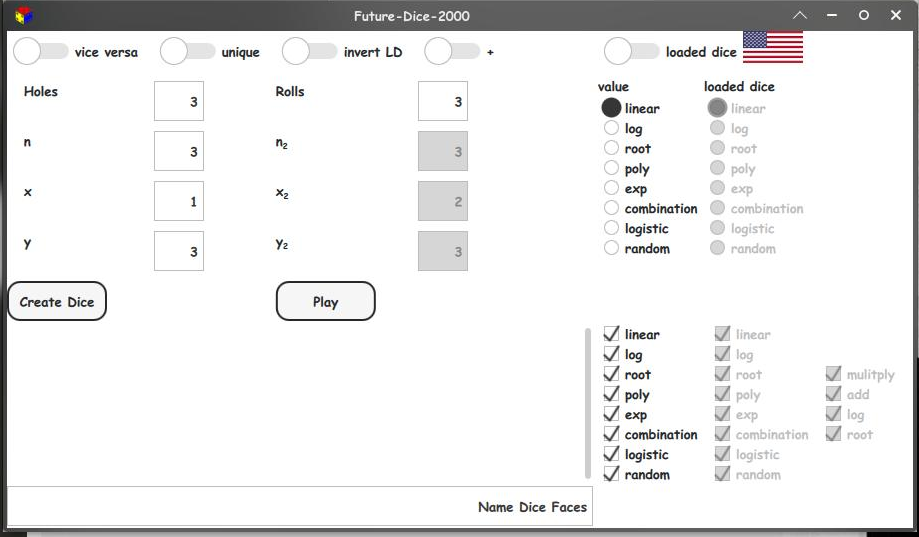 Future-Dice-2000
vice versa unique invert LD + loaded dice
Holes 3 Rolls 3
n 3 n₂ 3
x 1 x₂ 2
y 3 y₂ 3
value loaded dice
linear linear
log log
root root
poly poly
exp exp
combination combination
logistic logistic
random random
Create Dice Play
linear linear
log log
root root mulitply
poly poly add
exp exp log
combination combination root
logistic logistic
random random
Name Dice Faces